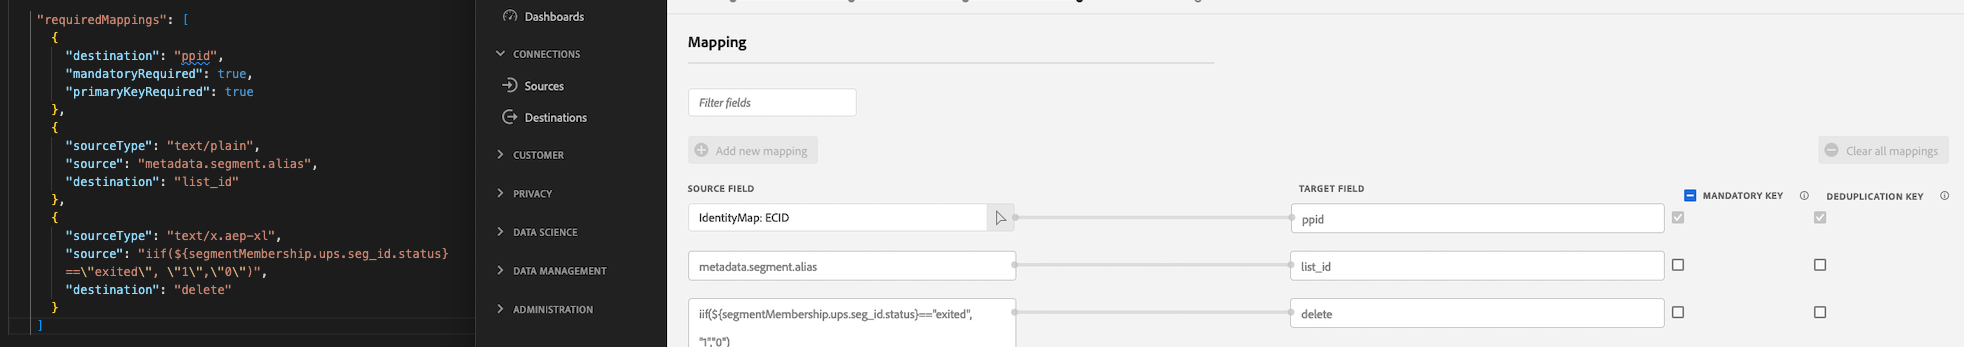 "requiredMappings": [
{
"destination": "ppid",
"mandatoryRequired": true,
"primaryKeyRequired": true
},
{
"sourceType": "text/plain",
"source": "metadata.segment.alias",
"destination": "list_id"
},
{
"sourceType": "text/x.aep-xl",
"source": "iif(${segmentMembership.ups.seg_id.status}
==\"exited\", \"1\",\"0\")",
"destination": "delete"
}
]
Dashboards
CONNECTIONS
Sources
Destinations
CUSTOMER
PRIVACY
DATA SCIENCE
DATA MANAGEMENT
ADMINISTRATION
Mapping
Filter fields
Add new mapping
Clear all mappings
SOURCE FIELD
TARGET FIELD
MANDATORY KEY
DEDUPLICATION KEY
IdentityMap: ECID
ppid
metadata.segment.alias
list_id
iif(${segmentMembership.ups.seg_id.status}=="exited",
"1","0")
delete